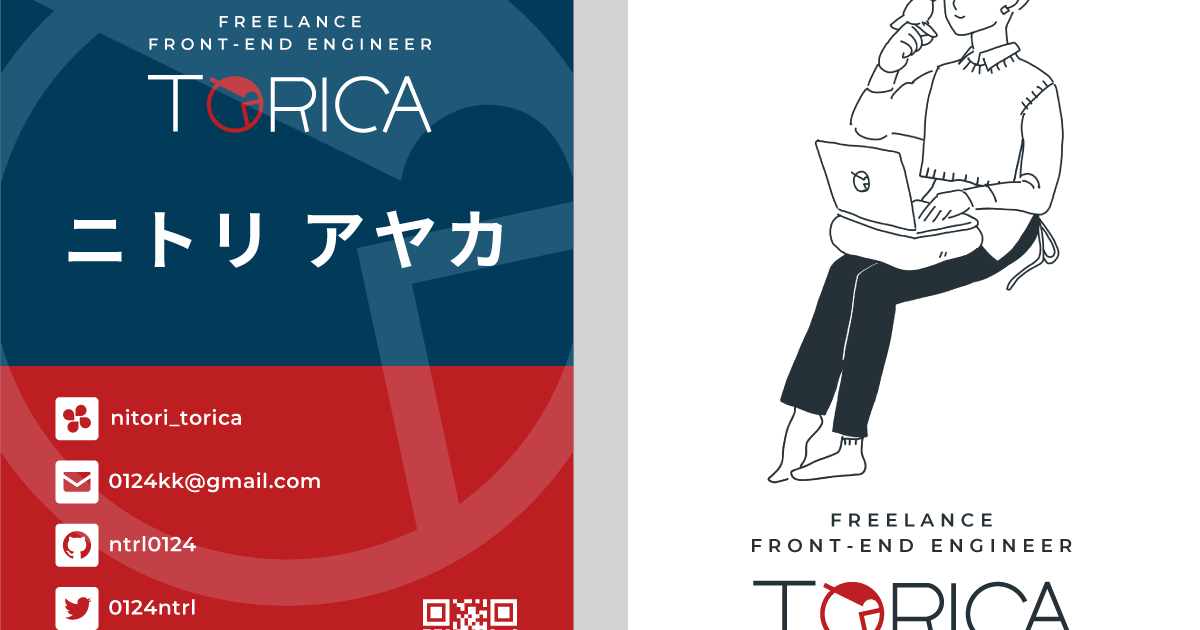 FREELANCE
FRONT-END ENGINEER
TORICA
ニトリ アヤカ
nitori_torica
0124kk@gmail.com
ntrl0124
0124ntrl
FREELANCE
FRONT-END ENGINEER
TORICA